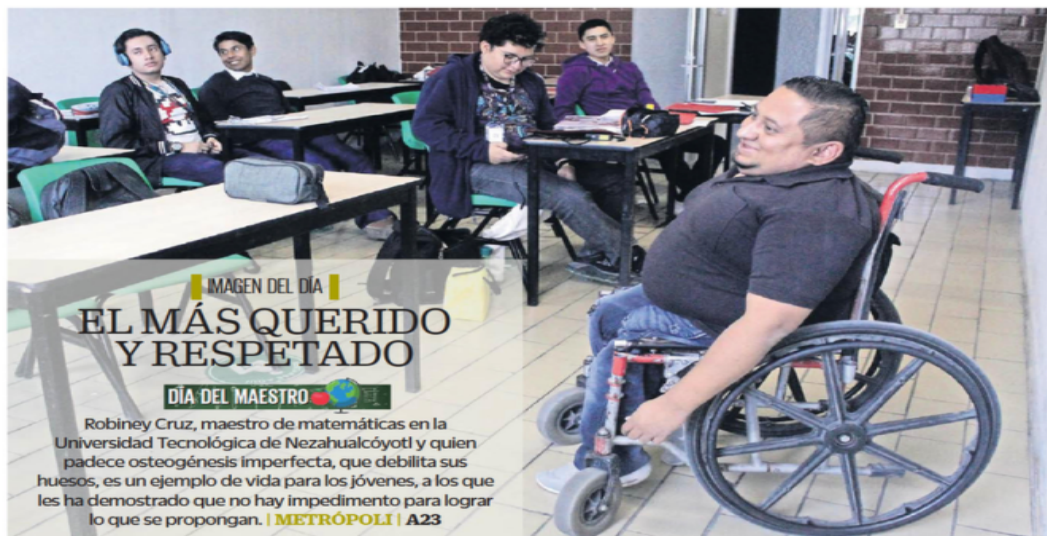 IMAGEN DEL DÍA
EL MÁS QUERIDO
Y RESPETADO
DÍA DEL MAESTRO
Robiney Cruz, maestro de matemáticas en la
Universidad Tecnológica de Nezahualcóyotl y quien
padece osteogénesis imperfecta, que debilita sus
huesos, es un ejemplo de vida para los jóvenes, a los que
les ha demostrado que no hay impedimento para lograr
lo que se propongan. | METRÓPOLI | A23